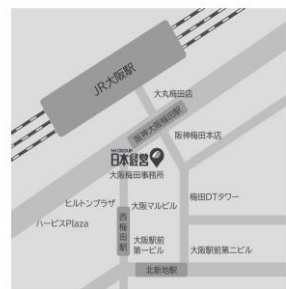 JR大阪駅
大丸梅田店
阪神大阪梅田駅
阪神梅田本店
NK GROUP
日本経営
大阪梅田事務所
ヒルトンプラザ
大阪マルビル
梅田DTタワー
ハービスPlaza
西梅田駅
大阪駅前
第一ビル
大阪駅前第二ビル
北新地駅